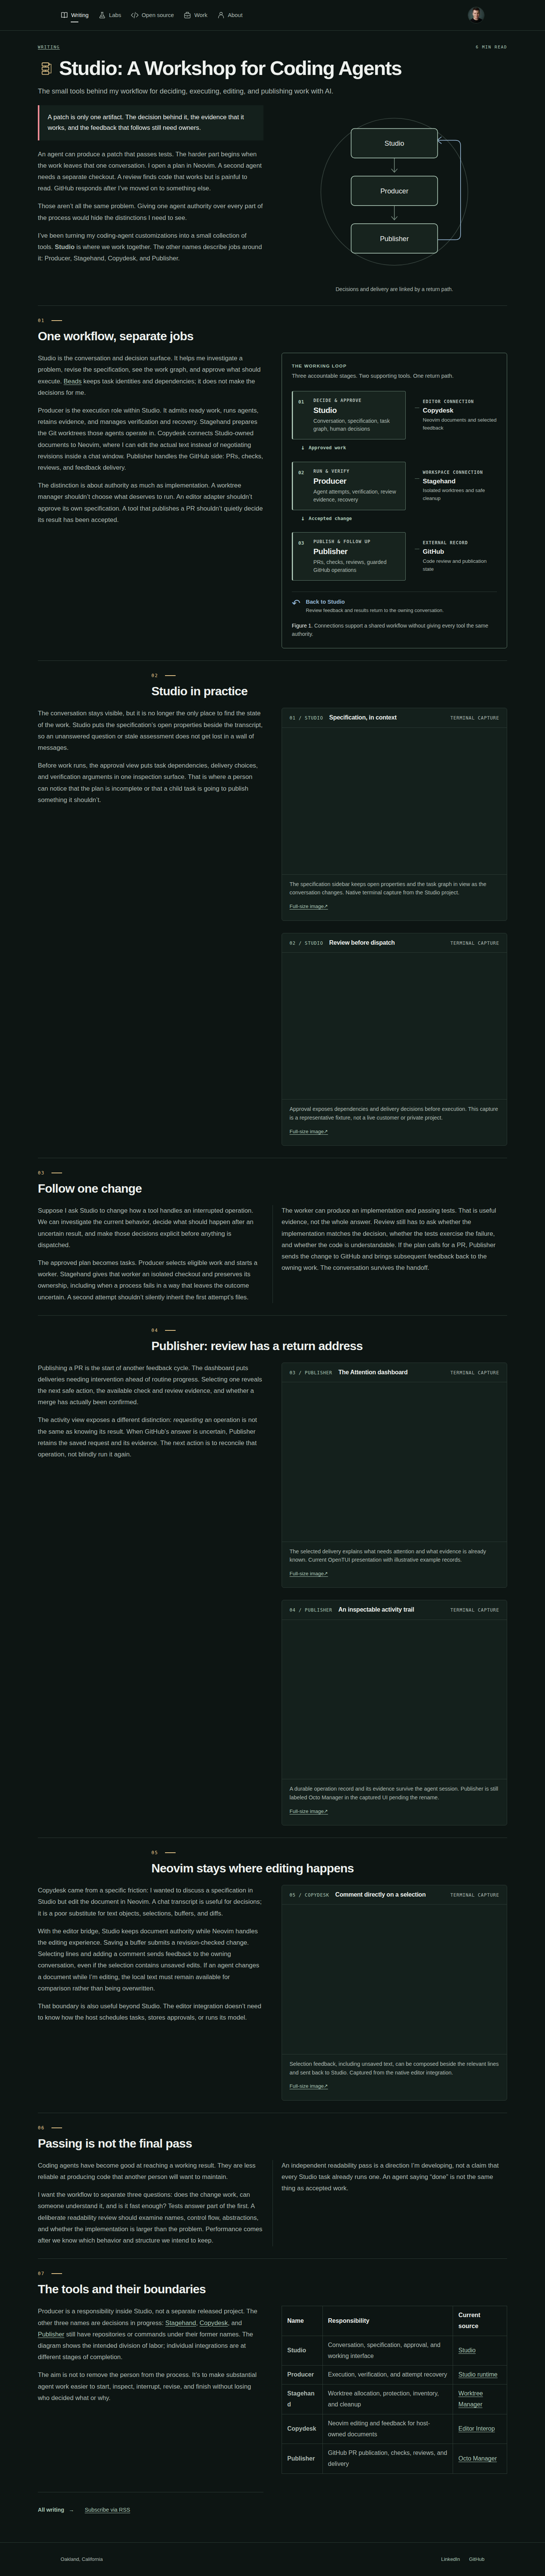 Writing
Labs
Open source
Work
About
WRITING
6 MIN READ
Studio: A Workshop for Coding Agents
The small tools behind my workflow for deciding, executing, editing, and publishing work with AI.
A patch is only one artifact. The decision behind it, the evidence that it
works, and the feedback that follows still need owners.
An agent can produce a patch that passes tests. The harder part begins when
the work leaves that one conversation. I open a plan in Neovim. A second agent
needs a separate checkout. A review finds code that works but is painful to
read. GitHub responds after I've moved on to something else.
Those aren't all the same problem. Giving one agent authority over every part of
the process would hide the distinctions I need to see.
I've been turning my coding-agent customizations into a small collection of
tools. Studio is where we work together. The other names describe jobs around
it: Producer, Stagehand, Copydesk, and Publisher.
Studio
Producer
Publisher
Decisions and delivery are linked by a return path.
01
One workflow, separate jobs
Studio is the conversation and decision surface. It helps me investigate a
problem, revise the specification, see the work graph, and approve what should
execute. Beads keeps task identities and dependencies; it does not make the
decisions for me.
Producer is the execution role within Studio. It admits ready work, runs agents,
retains evidence, and manages verification and recovery. Stagehand prepares
the Git worktrees those agents operate in. Copydesk connects Studio-owned
documents to Neovim, where I can edit the actual text instead of negotiating
revisions inside a chat window. Publisher handles the GitHub side: PRs, checks,
reviews, and feedback delivery.
The distinction is about authority as much as implementation. A worktree
manager shouldn't choose what deserves to run. An editor adapter shouldn't
approve its own specification. A tool that publishes a PR shouldn't quietly decide
its result has been accepted.
THE WORKING LOOP
Three accountable stages. Two supporting tools. One return path.
01
DECIDE & APPROVE
Studio
Conversation, specification, task
graph, human decisions
EDITOR CONNECTION
Copydesk
Neovim documents and selected
feedback
↓ Approved work
02
RUN & VERIFY
Producer
Agent attempts, verification, review
evidence, recovery
WORKSPACE CONNECTION
Stagehand
Isolated worktrees and safe
cleanup
↓ Accepted change
03
PUBLISH & FOLLOW UP
Publisher
PRs, checks, reviews, guarded
GitHub operations
EXTERNAL RECORD
GitHub
Code review and publication
state
Back to Studio
Review feedback and results return to the owning conversation.
Figure 1. Connections support a shared workflow without giving every tool the same
authority.
02
Studio in practice
The conversation stays visible, but it is no longer the only place to find the state
of the work. Studio puts the specification's open properties beside the transcript,
so an unanswered question or stale assessment does not get lost in a wall of
messages.
Before work runs, the approval view puts task dependencies, delivery choices,
and verification arguments in one inspection surface. That is where a person
can notice that the plan is incomplete or that a child task is going to publish
something it shouldn't.
01 / STUDIO Specification, in context TERMINAL CAPTURE
The specification sidebar keeps open properties and the task graph in view as the
conversation changes. Native terminal capture from the Studio project.
Full-size image↗
02 / STUDIO Review before dispatch TERMINAL CAPTURE
Approval exposes dependencies and delivery decisions before execution. This capture
is a representative fixture, not a live customer or private project.
Full-size image↗
03
Follow one change
Suppose I ask Studio to change how a tool handles an interrupted operation.
We can investigate the current behavior, decide what should happen after an
uncertain result, and make those decisions explicit before anything is
dispatched.
The approved plan becomes tasks. Producer selects eligible work and starts a
worker. Stagehand gives that worker an isolated checkout and preserves its
ownership, including when a process fails in a way that leaves the outcome
uncertain. A second attempt shouldn't silently inherit the first attempt's files.
The worker can produce an implementation and passing tests. That is useful
evidence, not the whole answer. Review still has to ask whether the
implementation matches the decision, whether the tests exercise the failure,
and whether the code is understandable. If the plan calls for a PR, Publisher
sends the change to GitHub and brings subsequent feedback back to the
owning work. The conversation survives the handoff.
04
Publisher: review has a return address
Publishing a PR is the start of another feedback cycle. The dashboard puts
deliveries needing intervention ahead of routine progress. Selecting one reveals
the next safe action, the available check and review evidence, and whether a
merge has actually been confirmed.
The activity view exposes a different distinction: requesting an operation is not
the same as knowing its result. When GitHub's answer is uncertain, Publisher
retains the saved request and its evidence. The next action is to reconcile that
operation, not blindly run it again.
03 / PUBLISHER The Attention dashboard TERMINAL CAPTURE
The selected delivery explains what needs attention and what evidence is already
known. Current OpenTUI presentation with illustrative example records.
Full-size image↗
04 / PUBLISHER An inspectable activity trail TERMINAL CAPTURE
A durable operation record and its evidence survive the agent session. Publisher is still
labeled Octo Manager in the captured UI pending the rename.
Full-size image↗
05
Neovim stays where editing happens
Copydesk came from a specific friction: I wanted to discuss a specification in
Studio but edit the document in Neovim. A chat transcript is useful for decisions;
it is a poor substitute for text objects, selections, buffers, and diffs.
With the editor bridge, Studio keeps document authority while Neovim handles
the editing experience. Saving a buffer submits a revision-checked change.
Selecting lines and adding a comment sends feedback to the owning
conversation, even if the selection contains unsaved edits. If an agent changes
a document while I'm editing, the local text must remain available for
comparison rather than being overwritten.
That boundary is also useful beyond Studio. The editor integration doesn't need
to know how the host schedules tasks, stores approvals, or runs its model.
05 / COPYDESK Comment directly on a selection TERMINAL CAPTURE
Selection feedback, including unsaved text, can be composed beside the relevant lines
and sent back to Studio. Captured from the native editor integration.
Full-size image↗
06
Passing is not the final pass
Coding agents have become good at reaching a working result. They are less
reliable at producing code that another person will want to maintain.
I want the workflow to separate three questions: does the change work, can
someone understand it, and is it fast enough? Tests answer part of the first. A
deliberate readability review should examine names, control flow, abstractions,
and whether the implementation is larger than the problem. Performance comes
after we know which behavior and structure we intend to keep.
An independent readability pass is a direction I'm developing, not a claim that
every Studio task already runs one. An agent saying "done" is not the same
thing as accepted work.
07
The tools and their boundaries
Producer is a responsibility inside Studio, not a separate released project. The
other three names are decisions in progress: Stagehand, Copydesk, and
Publisher still have repositories or commands under their former names. The
diagram shows the intended division of labor; individual integrations are at
different stages of completion.
The aim is not to remove the person from the process. It's to make substantial
agent work easier to start, inspect, interrupt, revise, and finish without losing
who decided what or why.
Name Responsibility Current
source
Studio Conversation, specification, approval, and
working interface Studio
Producer Execution, verification, and attempt recovery Studio runtime
Stagehan
d Worktree allocation, protection, inventory,
and cleanup Worktree
Manager
Copydesk Neovim editing and feedback for host-
owned documents Editor Interop
Publisher GitHub PR publication, checks, reviews, and
delivery Octo Manager
All writing → Subscribe via RSS
Oakland, California
LinkedIn GitHub